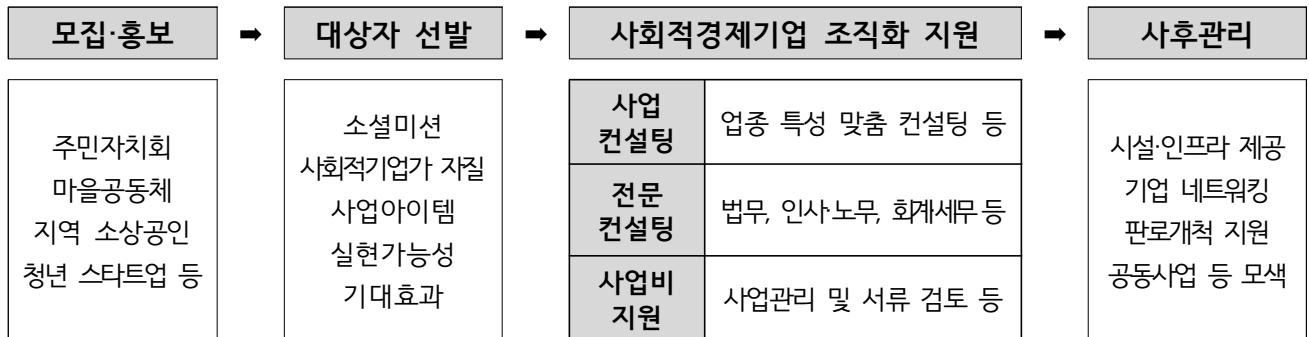 모집·홍보 ➡ 대상자 선발 ➡ 사회적경제기업 조직화 지원 ➡ 사후관리
주민자치회
마을공동체
지역 소상공인
청년 스타트업 등
소셜미션
사회적기업가 자질
사업아이템
실현가능성
기대효과
사업
컨설팅
업종 특성 맞춤 컨설팅 등
전문
컨설팅
법무, 인사노무, 회계세무 등
사업비
지원
사업관리 및 서류 검토 등
시설·인프라 제공
기업 네트워킹
판로개척 지원
공동사업 등 모색